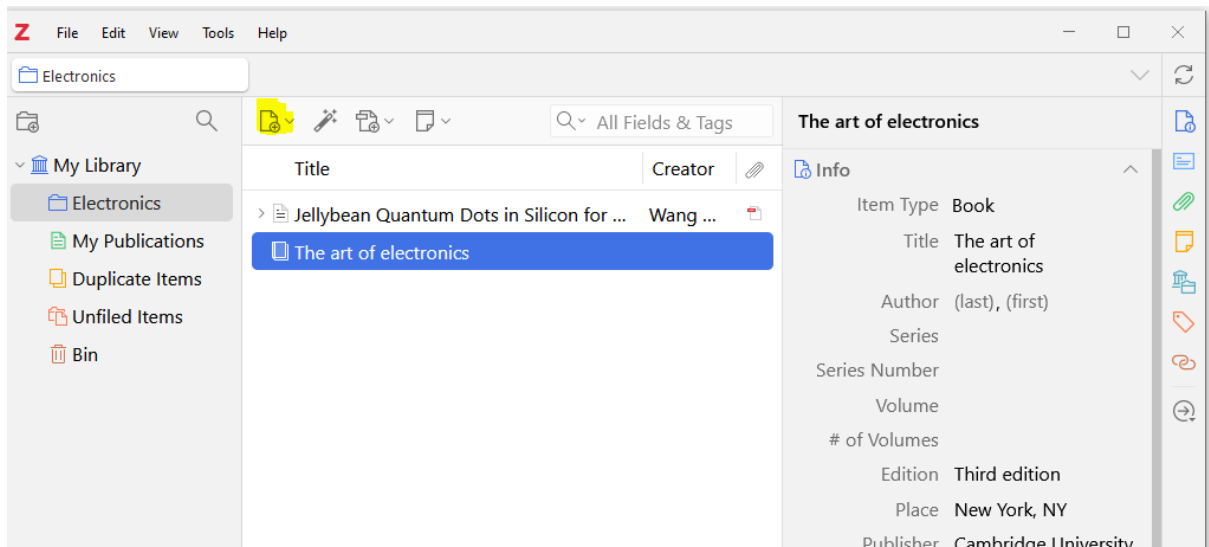 Z File Edit View Tools Help
Electronics
All Fields & Tags
The art of electronics
My Library
Title Creator
Info
Electronics
Jellybean Quantum Dots in Silicon for ... Wang ...
Item Type Book
My Publications
The art of electronics
Title The art of
electronics
Duplicate Items
Author (last), (first)
Unfiled Items
Series
Bin
Series Number
Volume
# of Volumes
Edition Third edition
Place New York, NY
Publisher Cambridge University